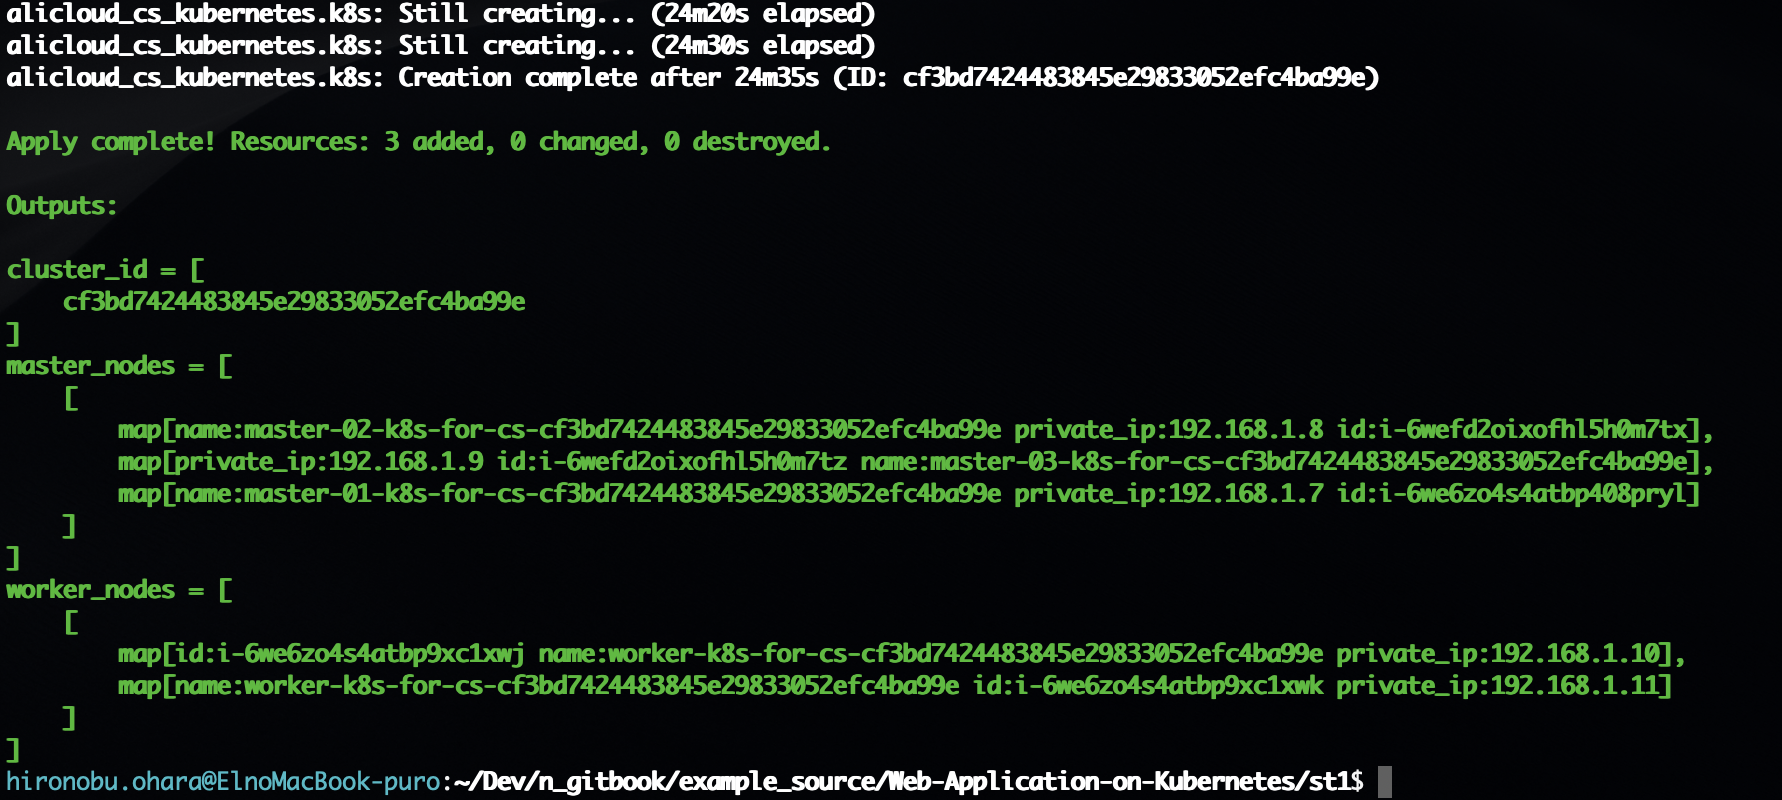 alicloud_cs_kubernetes.k8s: Still creating... (24m20s elapsed)
alicloud_cs_kubernetes.k8s: Still creating... (24m30s elapsed)
alicloud_cs_kubernetes.k8s: Creation complete after 24m35s (ID: cf3bd7424483845e29833052efc4ba99e)
Apply complete! Resources: 3 added, 0 changed, 0 destroyed.
Outputs:
cluster_id = [
    cf3bd7424483845e29833052efc4ba99e
]
master_nodes = [
    [
        map[name:master-02-k8s-for-cs-cf3bd7424483845e29833052efc4ba99e private_ip:192.168.1.8 id:i-6wefd2oixofhl5h0m7tx],
        map[private_ip:192.168.1.9 id:i-6wefd2oixofhl5h0m7tz name:master-03-k8s-for-cs-cf3bd7424483845e29833052efc4ba99e],
        map[name:master-01-k8s-for-cs-cf3bd7424483845e29833052efc4ba99e private_ip:192.168.1.7 id:i-6we6zo4s4atbp408pryl]
    ]
]
worker_nodes = [
    [
        map[id:i-6we6zo4s4atbp9xc1xwj name:worker-k8s-for-cs-cf3bd7424483845e29833052efc4ba99e private_ip:192.168.1.10],
        map[name:worker-k8s-for-cs-cf3bd7424483845e29833052efc4ba99e id:i-6we6zo4s4atbp9xc1xwk private_ip:192.168.1.11]
    ]
]
hironobu.ohara@ElnoMacBook-puro:~/Dev/n_gitbook/example_source/Web-Application-on-Kubernetes/st1$